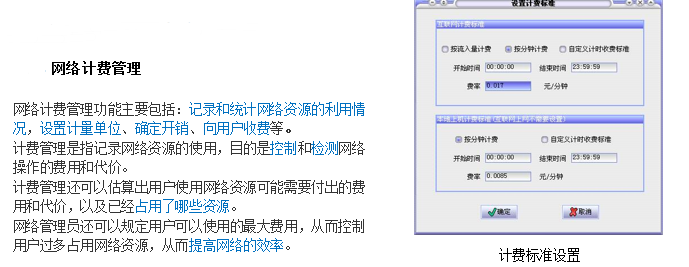 网络计费管理
网络计费管理功能主要包括：记录和统计网络资源的利用情
况，设置计量单位、确定开销、向用户收费等。
计费管理是指记录网络资源的使用，目的是控制和检测网络
操作的费用和代价。
计费管理还可以估算出用户使用网络资源可能需要付出的费
用和代价，以及已经占用了哪些资源。
网络管理员还可以规定用户可以使用的最大费用，从而控制
用户过多占用网络资源，从而提高网络的效率。
设置计费标准
互联网计费标准
按流入量计费 按分钟计费 自定义计时收费标准
开始时间 00:00:00 结束时间 23:59:59
费率 0.017 元/分钟
本地上机计费标准(互联网上网不需要设置)
按分钟计费 自定义计时收费标准
开始时间 00:00:00 结束时间 23:59:59
费率 0.0085 元/分钟
确定 取消
计费标准设置